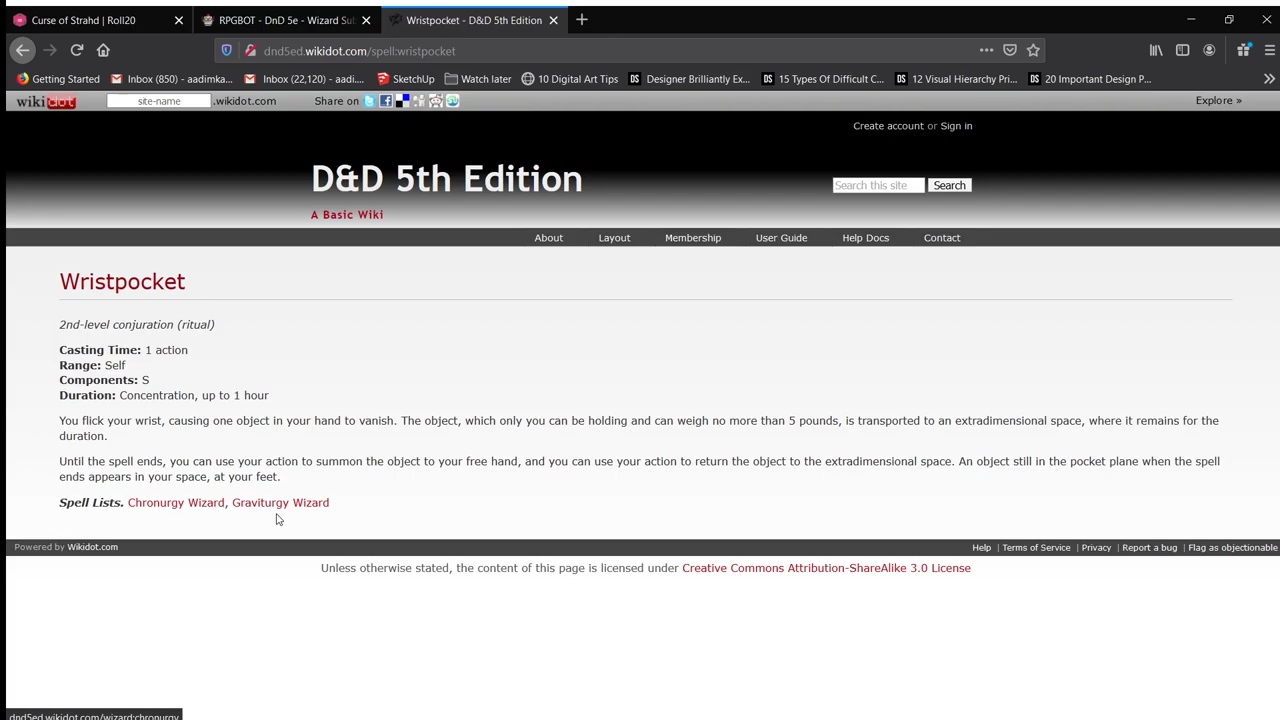 Curse of Strahd | Roll20
RPGBOT - DnD 5e - Wizard Sub
Wristpocket - D&D 5th Edition
dnd5ed.wikidot.com/spell:wristpocket
Getting Started
Inbox (850) - aadimka...
Inbox (22,120) - aadi...
SketchUp
Watch later
10 Digital Art Tips
DS Designer Brilliantly Ex...
DS 15 Types Of Difficult C...
DS 12 Visual Hierarchy Pri...
DS 20 Important Design P...
wikidot site-name .wikidot.com Share on Explore »
Create account or Sign in
D&D 5th Edition
Search this site Search
A Basic Wiki
About Layout Membership User Guide Help Docs Contact
Wristpocket
2nd-level conjuration (ritual)
Casting Time: 1 action
Range: Self
Components: S
Duration: Concentration, up to 1 hour
You flick your wrist, causing one object in your hand to vanish. The object, which only you can be holding and can weigh no more than 5 pounds, is transported to an extradimensional space, where it remains for the
duration.
Until the spell ends, you can use your action to summon the object to your free hand, and you can use your action to return the object to the extradimensional space. An object still in the pocket plane when the spell
ends appears in your space, at your feet.
Spell Lists. Chronurgy Wizard, Graviturgy Wizard
Powered by Wikidot.com Help | Terms of Service | Privacy | Report a bug | Flag as objectionable
Unless otherwise stated, the content of this page is licensed under Creative Commons Attribution-ShareAlike 3.0 License
dnd5ed.wikidot.com/wizard:chronurgy